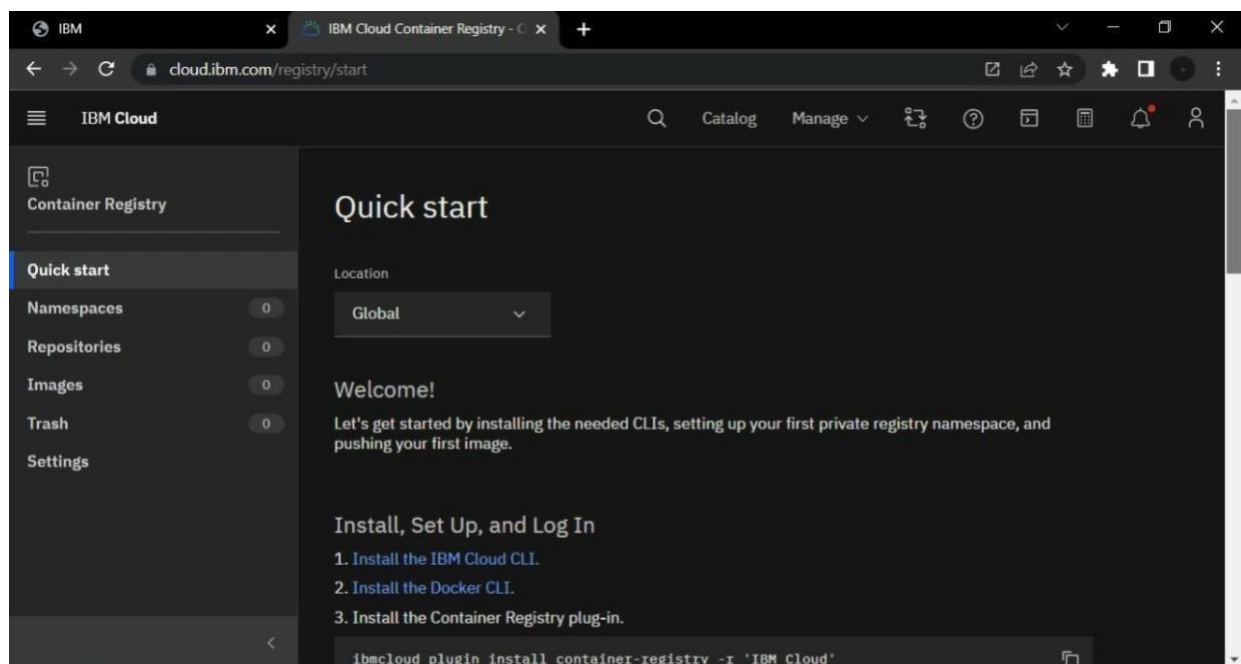 IBM
IBM Cloud Container Registry - C
cloud.ibm.com/registry/start
IBM Cloud
Catalog
Manage
Container Registry
Quick start
Namespaces 0
Repositories 0
Images 0
Trash 0
Settings
Quick start
Location
Global
Welcome!
Let's get started by installing the needed CLIs, setting up your first private registry namespace, and
pushing your first image.
Install, Set Up, and Log In
1. Install the IBM Cloud CLI.
2. Install the Docker CLI.
3. Install the Container Registry plug-in.
ibmcloud plugin install container-registry -r 'IBM Cloud'